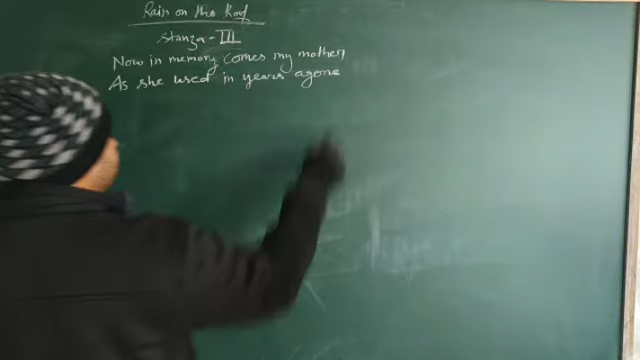 Rain on the Roof
Stanza-III
Now in memory comes my mother,
As she used in years agone